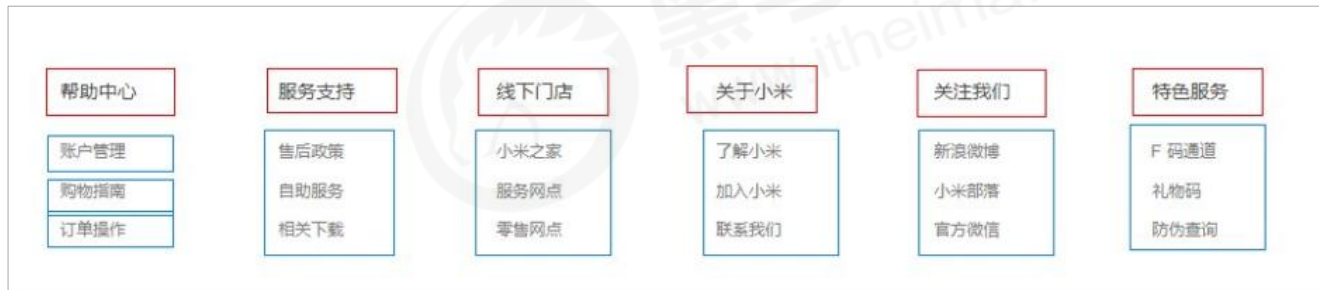 帮助中心 服务支持 线下门店 关于小米 关注我们 特色服务
账户管理 售后政策 小米之家 了解小米 新浪微博 F 码通道
购物指南 自助服务 服务网点 加入小米 小米部落 礼物码
订单操作 相关下载 零售网点 联系我们 官方微信 防伪查询